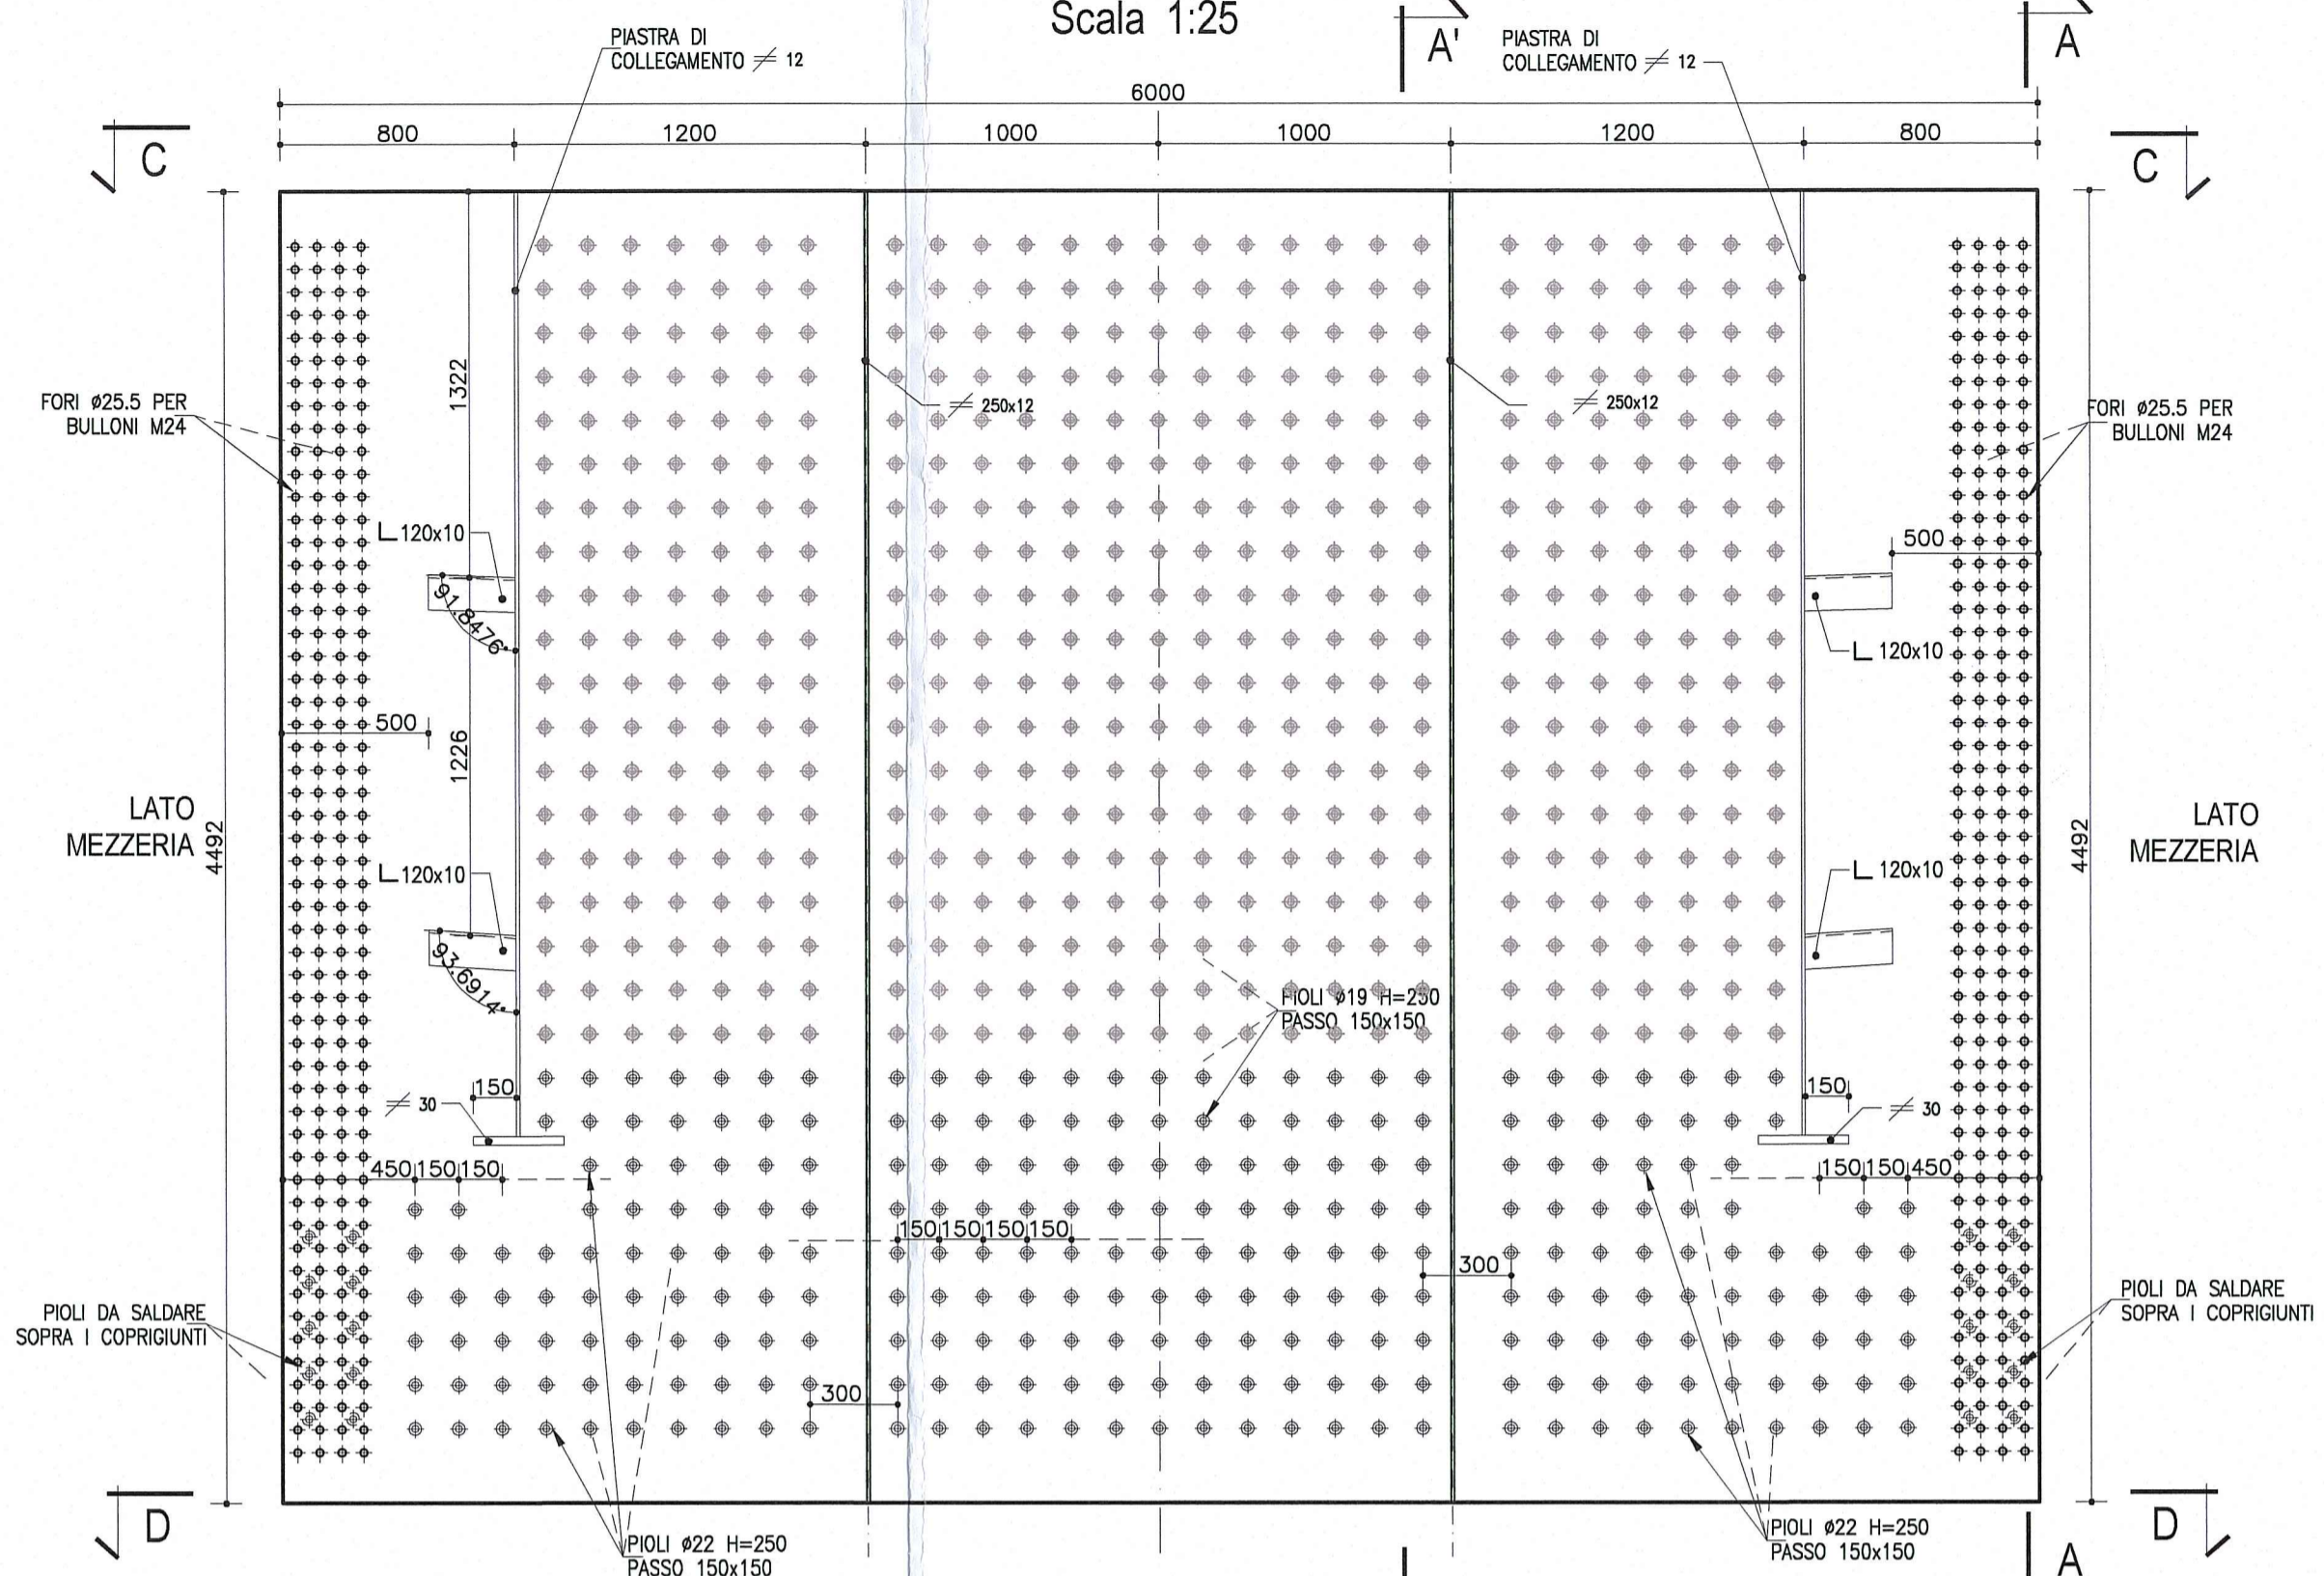 Scala 1:25
PIASTRA DI
COLLEGAMENTO ≠ 12
A'
PIASTRA DI
COLLEGAMENTO ≠ 12
A
6000
800
1200
1000
1000
1200
800
C
C
1322
FORI ø25.5 PER
BULLONI M24
≠ 250x12
≠ 250x12
FORI ø25.5 PER
BULLONI M24
L 120x10
500
91.8476°
L 120x10
500
1226
LATO
MEZZERIA
4492
4492
LATO
MEZZERIA
L 120x10
L 120x10
93.6914°
PIOLI ø19 H=250
PASSO 150x150
150
≠ 30
150
≠ 30
450 150 150
150 150 450
150 150 150 150
300
PIOLI DA SALDARE
SOPRA I COPRIGIUNTI
PIOLI DA SALDARE
SOPRA I COPRIGIUNTI
300
D
D
PIOLI ø22 H=250
PASSO 150x150
PIOLI ø22 H=250
PASSO 150x150
A